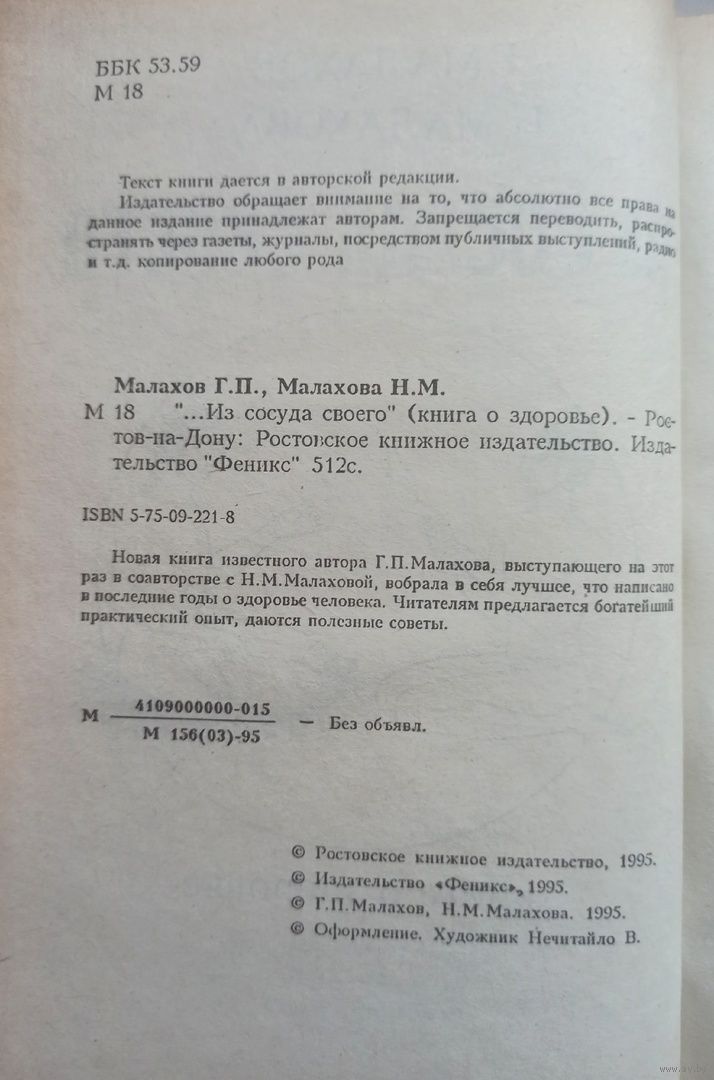 ББК 53.59
М 18
Текст книги дается в авторской редакции.
Издательство обращает внимание на то, что абсолютно все права на
данное издание принадлежат авторам. Запрещается переводить, распро-
странять через газеты, журналы, посредством публичных выступлений, радио
и т.д. копирование любого рода
Малахов Г.П., Малахова Н.М.
М 18 "...Из сосуда своего" (книга о здоровье). - Рос-
тов-на-Дону: Ростовское книжное издательство. Изда-
тельство "Феникс" 512с.
ISBN 5-75-09-221-8
Новая книга известного автора Г.П.Малахова, выступающего на этот
раз в соавторстве с Н.М.Малаховой, вобрала в себя лучшее, что написано
в последние годы о здоровье человека. Читателям предлагается богатейший
практический опыт, даются полезные советы.
М 4109000000-015 — Без объявл.
М 156(03)-95
© Ростовское книжное издательство, 1995.
© Издательство «Феникс», 1995.
© Г.П.Малахов, Н.М.Малахова. 1995.
© Оформление. Художник Нечитайло В.